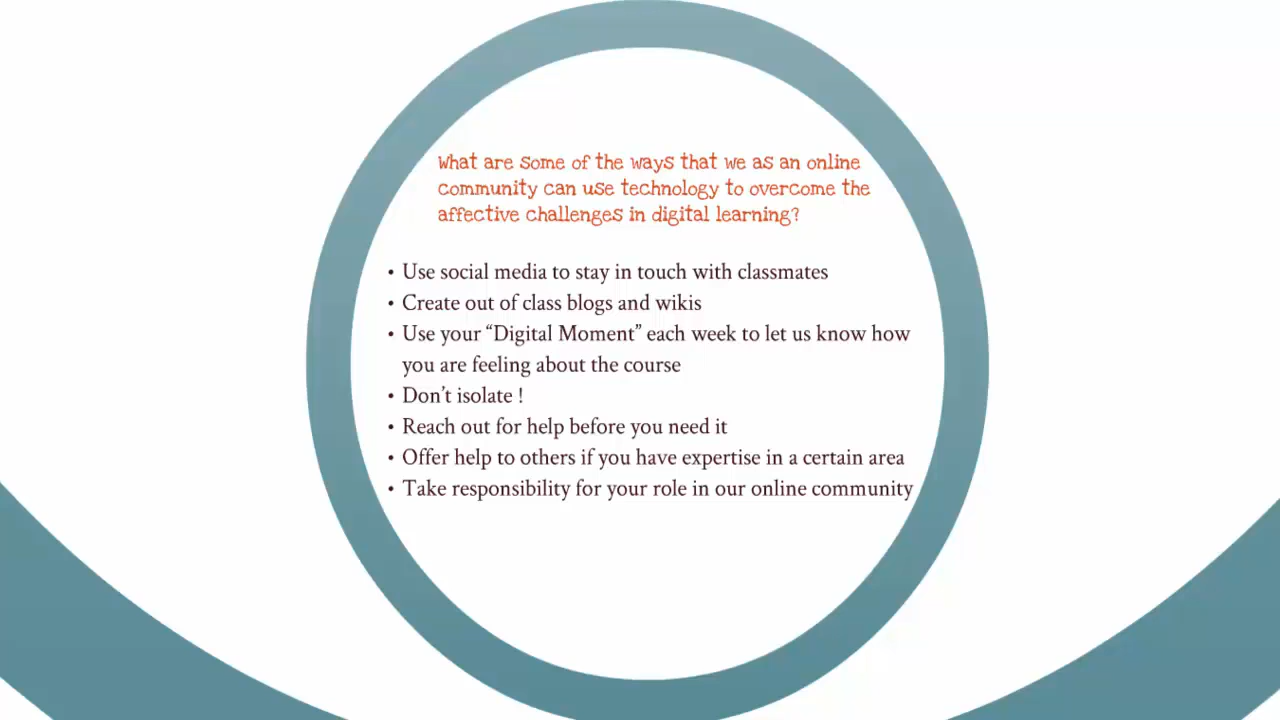 What are some of the ways that we as an online
community can use technology to overcome the
affective challenges in digital learning?
• Use social media to stay in touch with classmates
• Create out of class blogs and wikis
• Use your “Digital Moment” each week to let us know how
you are feeling about the course
• Don’t isolate !
• Reach out for help before you need it
• Offer help to others if you have expertise in a certain area
• Take responsibility for your role in our online community